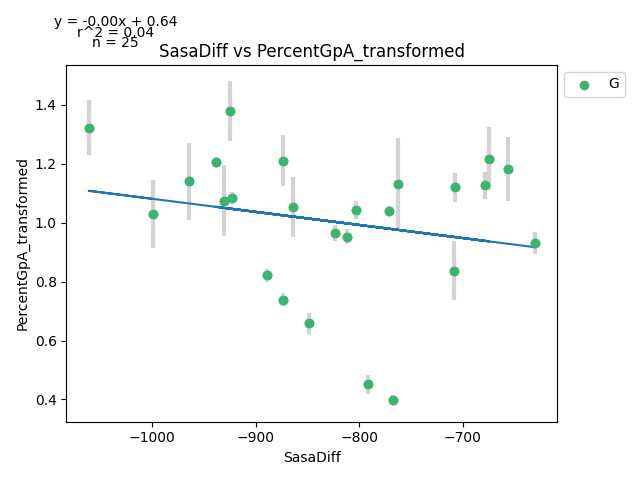 y = -0.00x + 0.64
r^2 = 0.04
n = 25
SasaDiff vs PercentGpA_transformed
G
PercentGpA_transformed
1.4
1.2
1.0
0.8
0.6
0.4
−1000
−900
−800
−700
SasaDiff